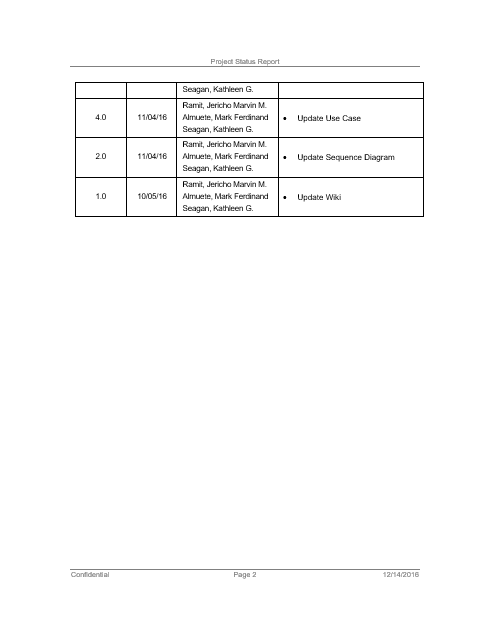 Project Status Report
Seagan, Kathleen G.
4.0
11/04/16
Ramit, Jericho Marvin M.
Almuete, Mark Ferdinand
Seagan, Kathleen G.
• Update Use Case
2.0
11/04/16
Ramit, Jericho Marvin M.
Almuete, Mark Ferdinand
Seagan, Kathleen G.
• Update Sequence Diagram
1.0
10/05/16
Ramit, Jericho Marvin M.
Almuete, Mark Ferdinand
Seagan, Kathleen G.
• Update Wiki
Confidential
Page 2
12/14/2016